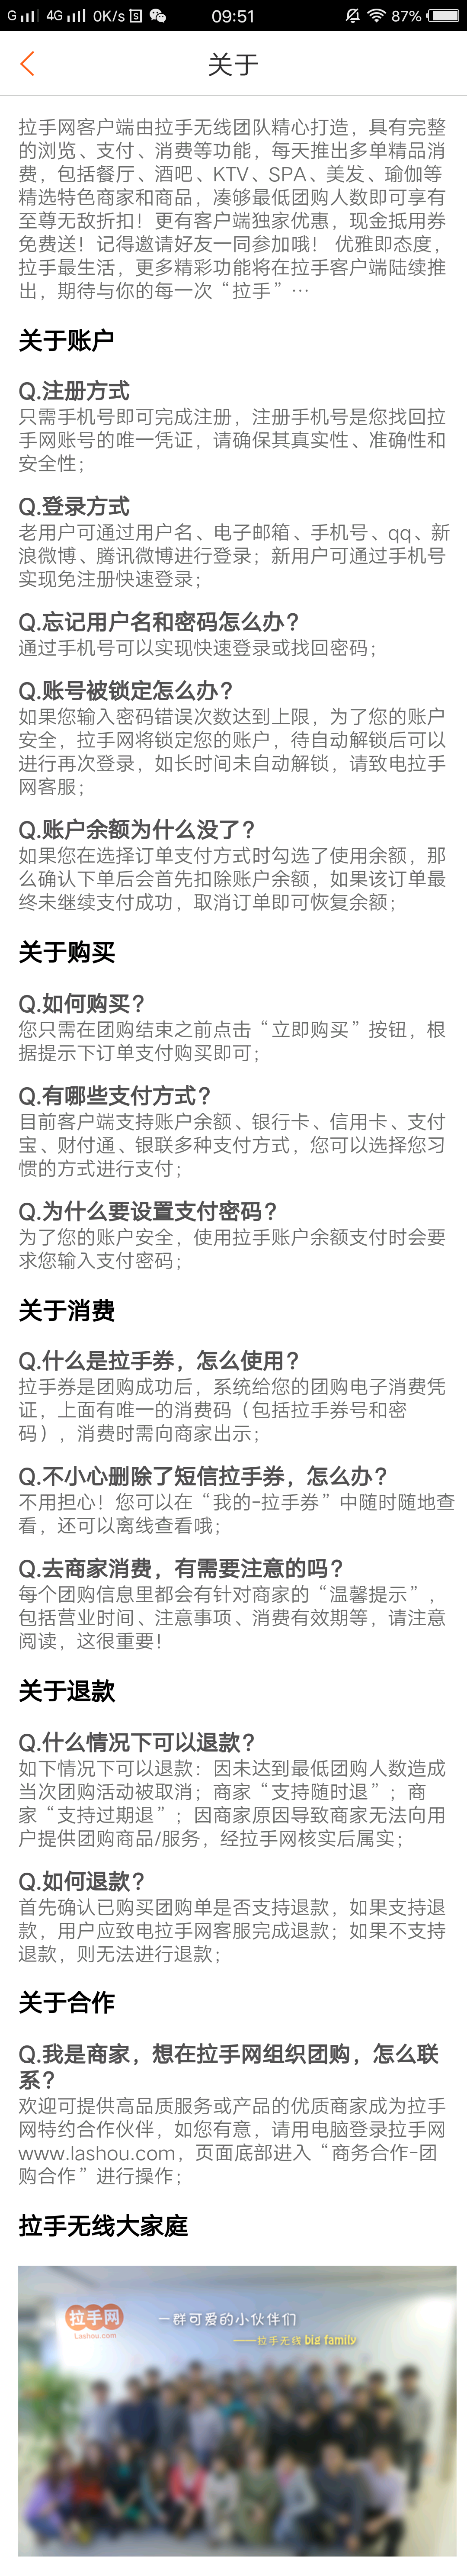 G 4G 0K/s 09:51 87%
关于
拉手网客户端由拉手无线团队精心打造，具有完整
的浏览、支付、消费等功能，每天推出多单精品消
费，包括餐厅、酒吧、KTV、SPA、美发、瑜伽等
精选特色商家和商品，凑够最低团购人数即可享有
至尊无敌折扣！更有客户端独家优惠，现金抵用券
免费送！记得邀请好友一同参加哦！ 优雅即态度，
拉手最生活，更多精彩功能将在拉手客户端陆续推
出，期待与你的每一次“拉手”…
关于账户
Q.注册方式
只需手机号即可完成注册，注册手机号是您找回拉
手网账号的唯一凭证，请确保其真实性、准确性和
安全性；
Q.登录方式
老用户可通过用户名、电子邮箱、手机号、qq、新
浪微博、腾讯微博进行登录；新用户可通过手机号
实现免注册快速登录；
Q.忘记用户名和密码怎么办？
通过手机号可以实现快速登录或找回密码；
Q.账号被锁定怎么办？
如果您输入密码错误次数达到上限，为了您的账户
安全，拉手网将锁定您的账户，待自动解锁后可以
进行再次登录，如长时间未自动解锁，请致电拉手
网客服；
Q.账户余额为什么没了？
如果您在选择订单支付方式时勾选了使用余额，那
么确认下单后会首先扣除账户余额，如果该订单最
终未继续支付成功，取消订单即可恢复余额；
关于购买
Q.如何购买？
您只需在团购结束之前点击“立即购买”按钮，根
据提示下订单支付购买即可；
Q.有哪些支付方式？
目前客户端支持账户余额、银行卡、信用卡、支付
宝、财付通、银联多种支付方式，您可以选择您习
惯的方式进行支付；
Q.为什么要设置支付密码？
为了您的账户安全，使用拉手账户余额支付时会要
求您输入支付密码；
关于消费
Q.什么是拉手券，怎么使用？
拉手券是团购成功后，系统给您的团购电子消费凭
证，上面有唯一的消费码（包括拉手券号和密
码），消费时需向商家出示；
Q.不小心删除了短信拉手券，怎么办？
不用担心！您可以在“我的-拉手券”中随时随地查
看，还可以离线查看哦；
Q.去商家消费，有需要注意的吗？
每个团购信息里都会有针对商家的“温馨提示”，
包括营业时间、注意事项、消费有效期等，请注意
阅读，这很重要！
关于退款
Q.什么情况下可以退款？
如下情况下可以退款：因未达到最低团购人数造成
当次团购活动被取消；商家“支持随时退”；商
家“支持过期退”；因商家原因导致商家无法向用
户提供团购商品/服务，经拉手网核实后属实；
Q.如何退款？
首先确认已购买团购单是否支持退款，如果支持退
款，用户应致电拉手网客服完成退款；如果不支持
退款，则无法进行退款；
关于合作
Q.我是商家，想在拉手网组织团购，怎么联
系？
欢迎可提供高品质服务或产品的优质商家成为拉手
网特约合作伙伴，如您有意，请用电脑登录拉手网
www.lashou.com，页面底部进入“商务合作-团
购合作”进行操作；
拉手无线大家庭
拉手网
Lashou.com
一群可爱的小伙伴们
——拉手无线 big family